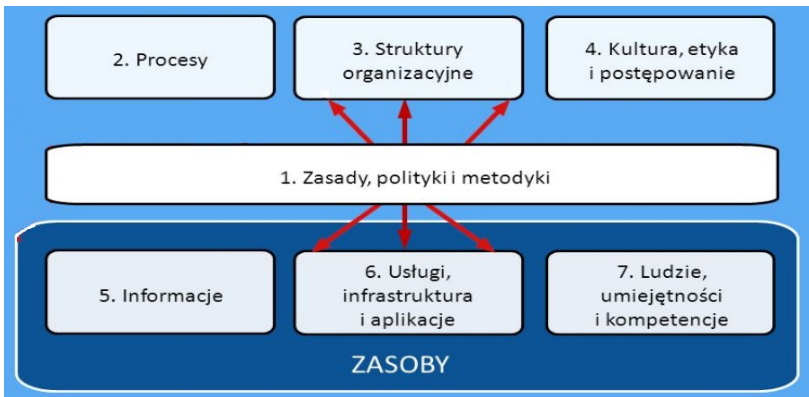 2. Procesy
3. Struktury
organizacyjne
4. Kultura, etyka
i postępowanie
1. Zasady, polityki i metodyki
5. Informacje
6. Usługi,
infrastruktura
i aplikacje
7. Ludzie,
umiejętności
i kompetencje
ZASOBY